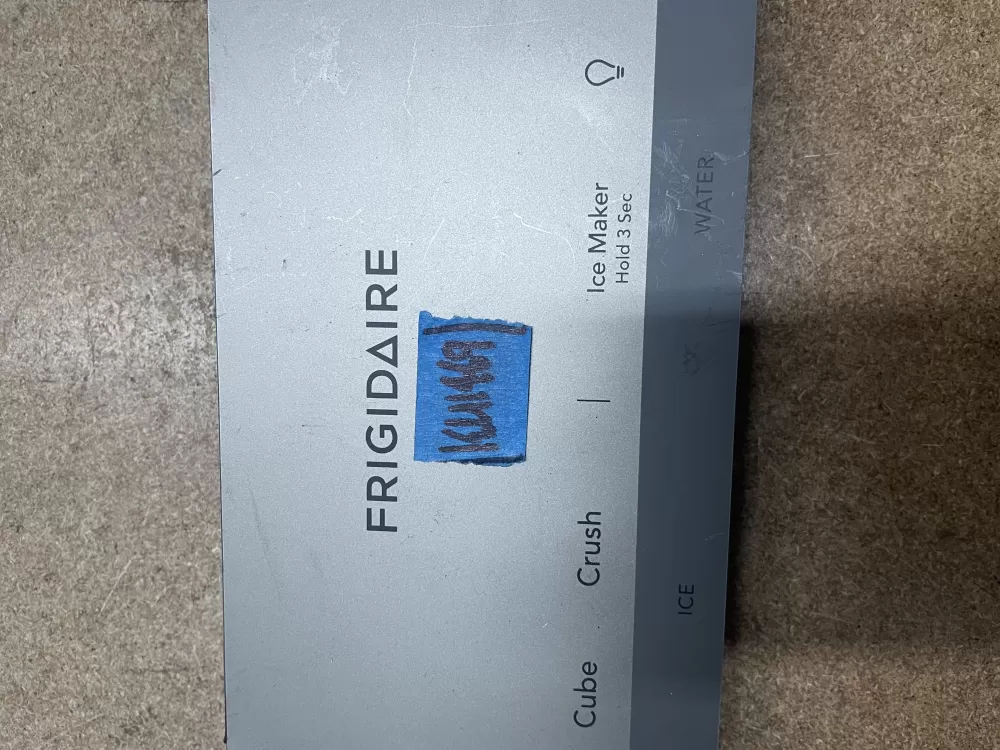 FRIGIDAIRE
Cube Crush | Ice Maker
Hold 3 Sec
ICE WATER